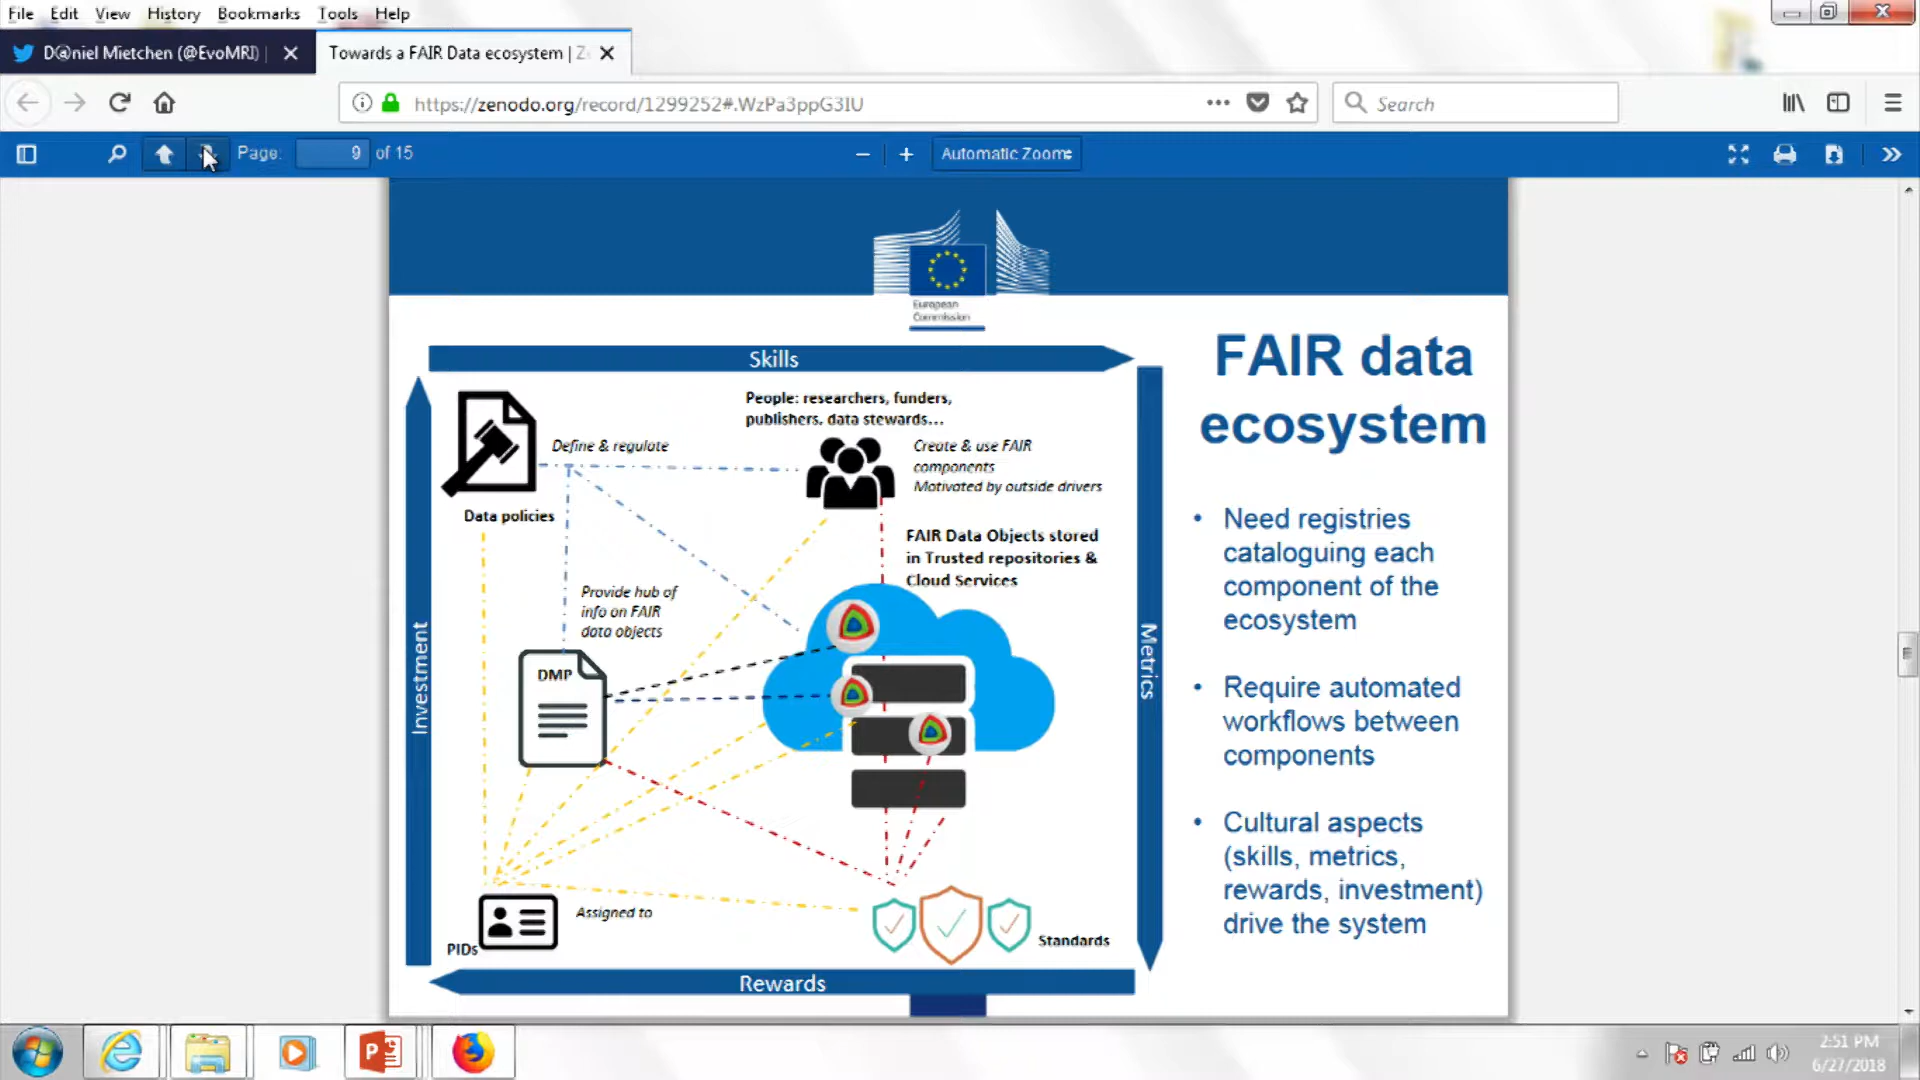 File Edit View History Bookmarks Tools Help
D@niel Mietchen (@EvoMRI) |
Towards a FAIR Data ecosystem | Ze
https://zenodo.org/record/1299252#.WzPa3ppG3IU
Search
Page: 9 of 15
Automatic Zoom
European
Commission
Skills
FAIR data
ecosystem
People: researchers, funders,
publishers, data stewards...
Define & regulate
Create & use FAIR
components
Motivated by outside drivers
Data policies
FAIR Data Objects stored
in Trusted repositories &
Cloud Services
Provide hub of
info on FAIR
data objects
DMP
Investment
Metrics
Assigned to
PIDs
Standards
Rewards
• Need registries
cataloguing each
component of the
ecosystem
• Require automated
workflows between
components
• Cultural aspects
(skills, metrics,
rewards, investment)
drive the system
2:51 PM
6/27/2018